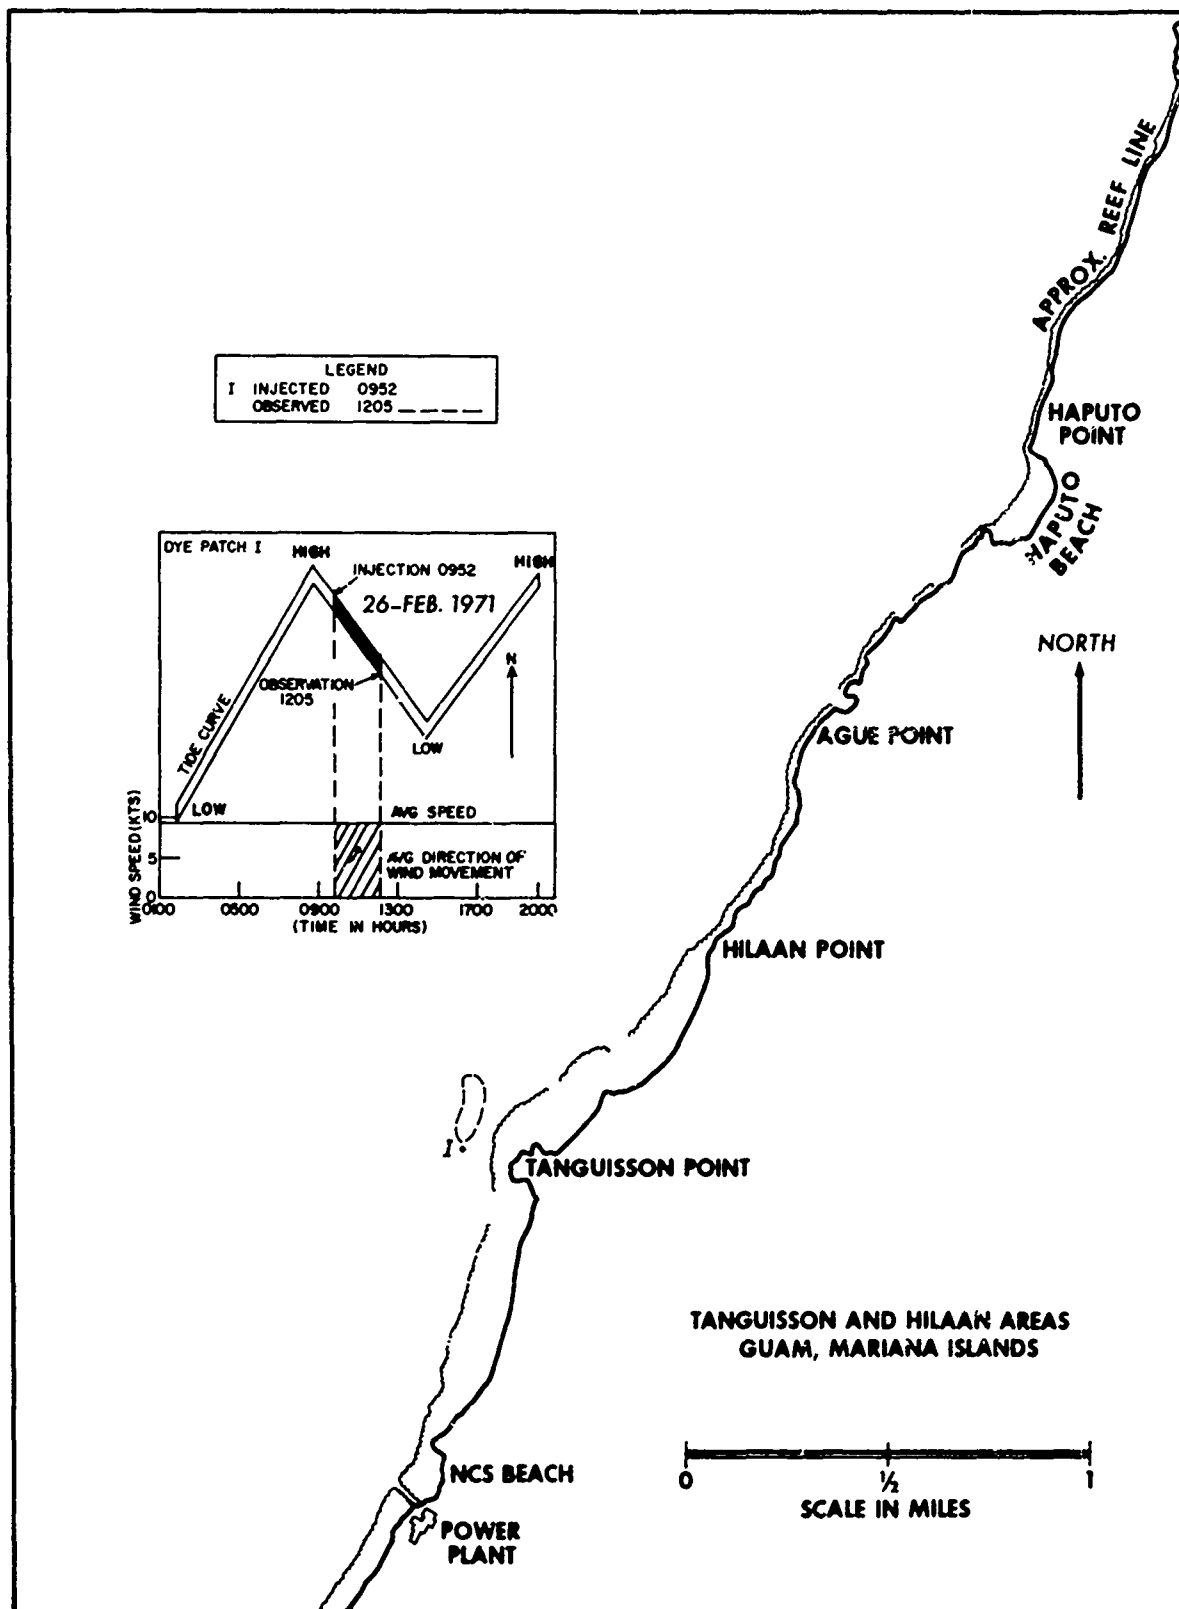 APPROX. REEF LINE
LEGEND
I INJECTED 0952
OBSERVED 1205
HAPUTO
POINT
HAPUTO
BEACH
DYE PATCH I
HIGH
INJECTION 0952
HIGH
26-FEB. 1971
N
OBSERVATION
1205
TIDE CURVE
LOW
LOW
NORTH
AGUE POINT
WIND SPEED (KTS)
10
5
0
AVG SPEED
AVG DIRECTION OF
WIND MOVEMENT
0100 0500 0900 1300 1700 2000
(TIME IN HOURS)
HILAAN POINT
I
TANGUISSON POINT
TANGUISSON AND HILAAN AREAS
GUAM, MARIANA ISLANDS
0 ½ 1
SCALE IN MILES
NCS BEACH
POWER
PLANT